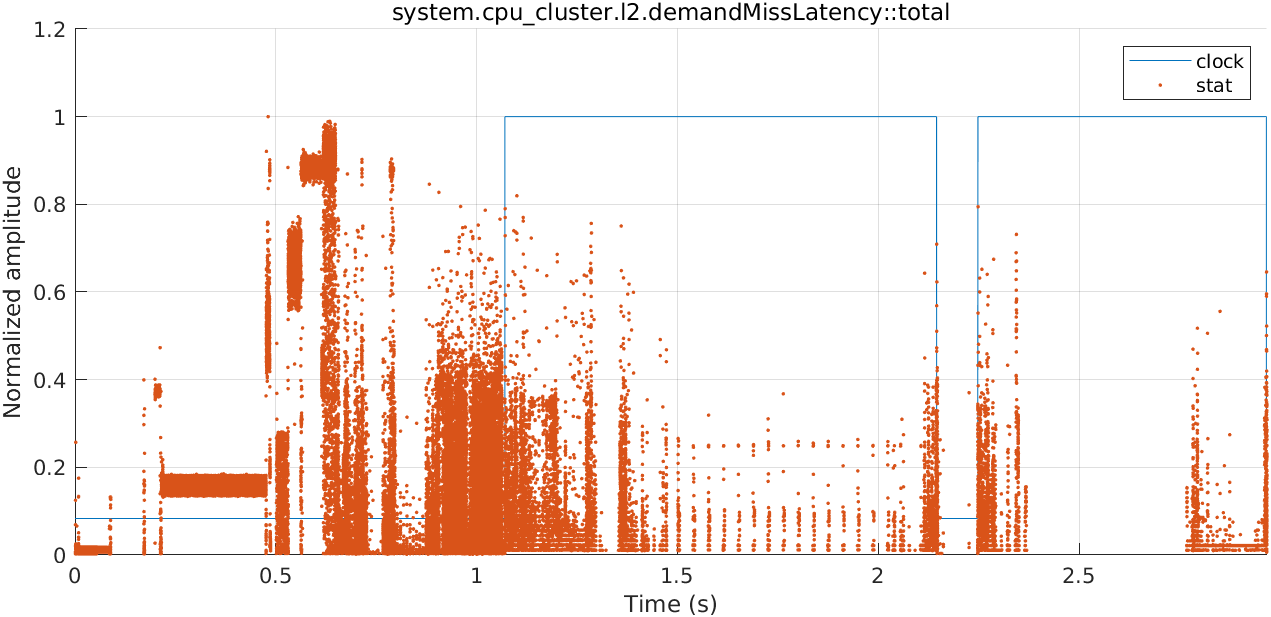 system.cpu_cluster.l2.demandMissLatency::total
1.2
1
0.8
0.6
0.4
0.2
0
Normalized amplitude
clock
stat
0
0.5
1
1.5
2
2.5
Time (s)